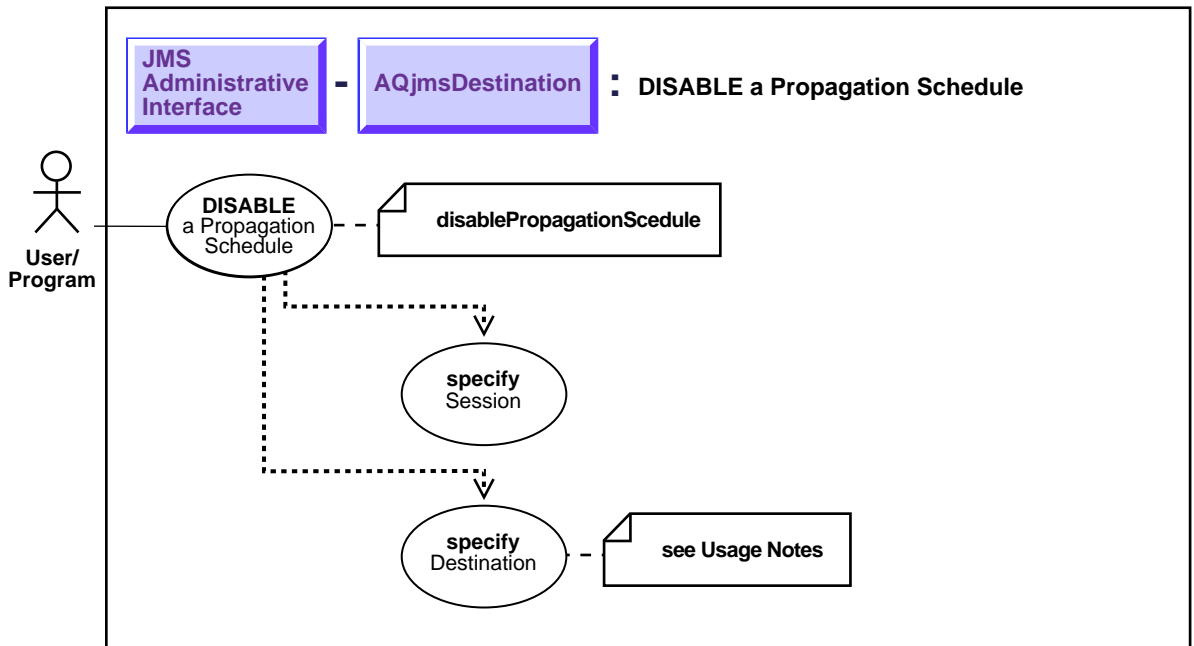 JMS
Administrative
Interface
-
AQjmsDestination
:
DISABLE a Propagation Schedule
User/
Program
DISABLE
a Propagation
Schedule
disablePropagationScedule
specify
Session
specify
Destination
see Usage Notes